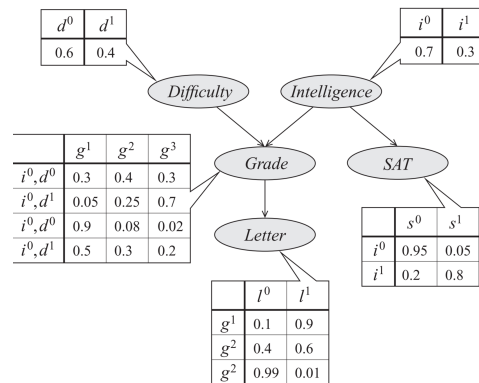 d⁰ d¹
0.6 0.4
i⁰ i¹
0.7 0.3
Difficulty
Intelligence
g¹ g² g³
i⁰,d⁰ 0.3 0.4 0.3
i⁰,d¹ 0.05 0.25 0.7
i⁰,d⁰ 0.9 0.08 0.02
i⁰,d¹ 0.5 0.3 0.2
Grade
SAT
Letter
s⁰ s¹
i⁰ 0.95 0.05
i¹ 0.2 0.8
l⁰ l¹
g¹ 0.1 0.9
g² 0.4 0.6
g² 0.99 0.01